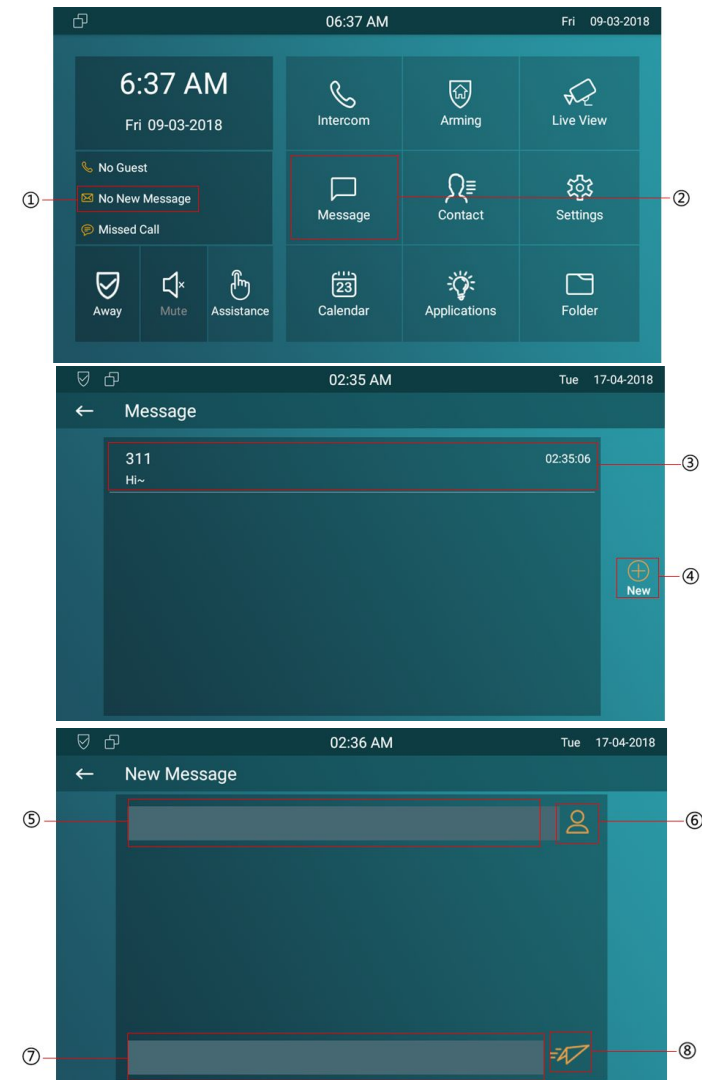 06:37 AM Fri 09-03-2018
6:37 AM
Fri 09-03-2018
Intercom Arming Live View
No Guest
① No New Message
Missed Call
Message Contact Settings ②
Away Mute Assistance
23
Calendar Applications Folder
02:35 AM Tue 17-04-2018
← Message
311 02:35:06 ③
Hi~
④
New
02:36 AM Tue 17-04-2018
← New Message
⑤ ⑥
⑦ ⑧